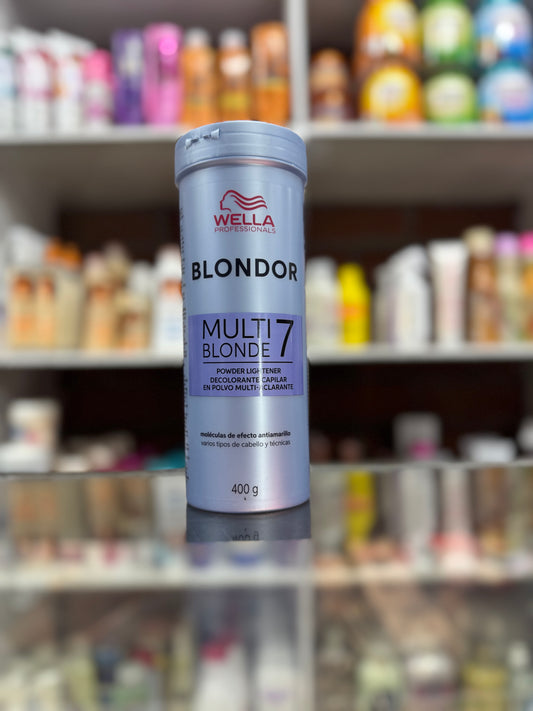 WELLA
PROFESSIONALS
BLONDOR
MULTI
BLONDE 7
POWDER LIGHTENER
DECOLORANTE CAPILAR
EN POLVO MULTI-ACLARANTE
moléculas de efecto antiamarillo
varios tipos de cabello y técnicas
400 g